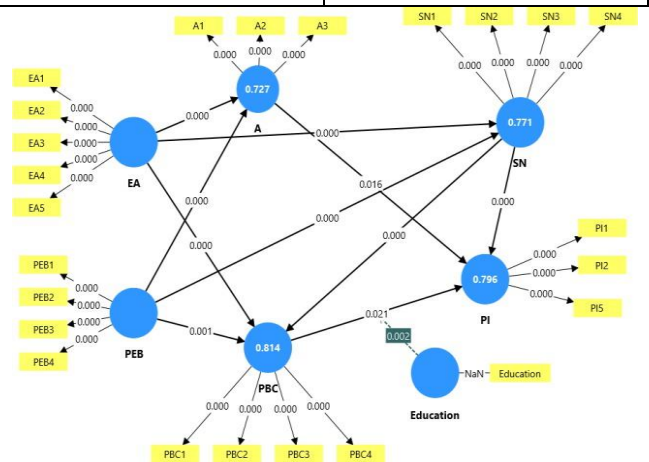 SN1 SN2 SN3 SN4
A1 A2 A3
0.000 0.000 0.000
0.000 0.000 0.000 0.000
EA1
EA2
EA3
EA4
EA5
0.000
0.000
0.000
0.000
0.000
EA
0.727
A
0.771
SN
0.000
0.000
0.000
0.000
0.016
0.000
0.000
0.000
0.001
0.021
0.002
PEB1
PEB2
PEB3
PEB4
0.000
0.000
0.000
0.000
PEB
0.796
PI
0.000
0.000
0.000
PI1
PI2
PI5
0.814
PBC
0.000 0.000 0.000 0.000
PBC1 PBC2 PBC3 PBC4
NaN
Education
Education